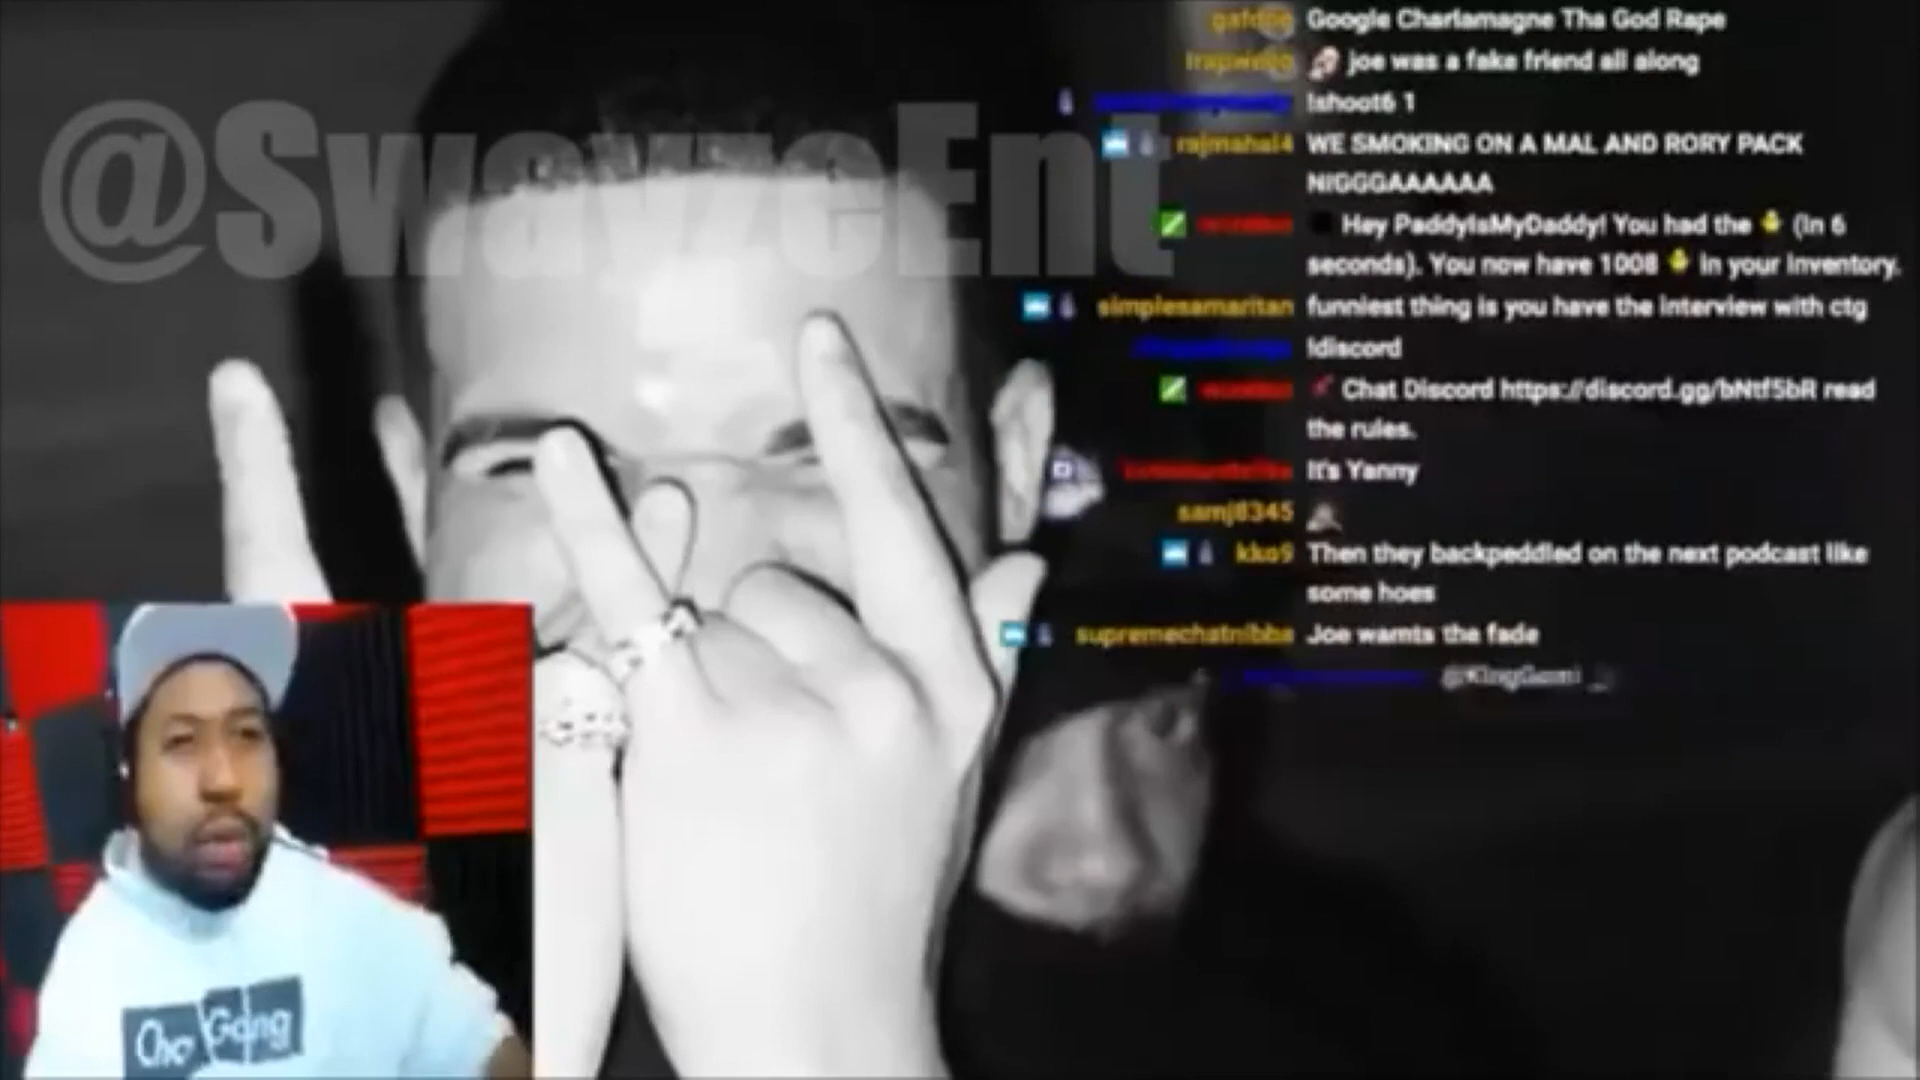 @SwayzeEnt
Google Charlamagne Tha God Rape
joe was a fake friend all along
!shoot6 1
rajmahal4 WE SMOKING ON A MAL AND RORY PACK
NIGGGAAAAAA
Hey PaddyIsMyDaddy! You had the (in 6
seconds). You now have 1008 in your inventory.
simplesamaritan funniest thing is you have the interview with ctg
!discord
Chat Discord https://discord.gg/bNtf5bR read
the rules.
It's Yanny
samj8345
kko9 Then they backpeddled on the next podcast like
some hoes
supremechatnibba Joe wamts the fade
Cho Gang